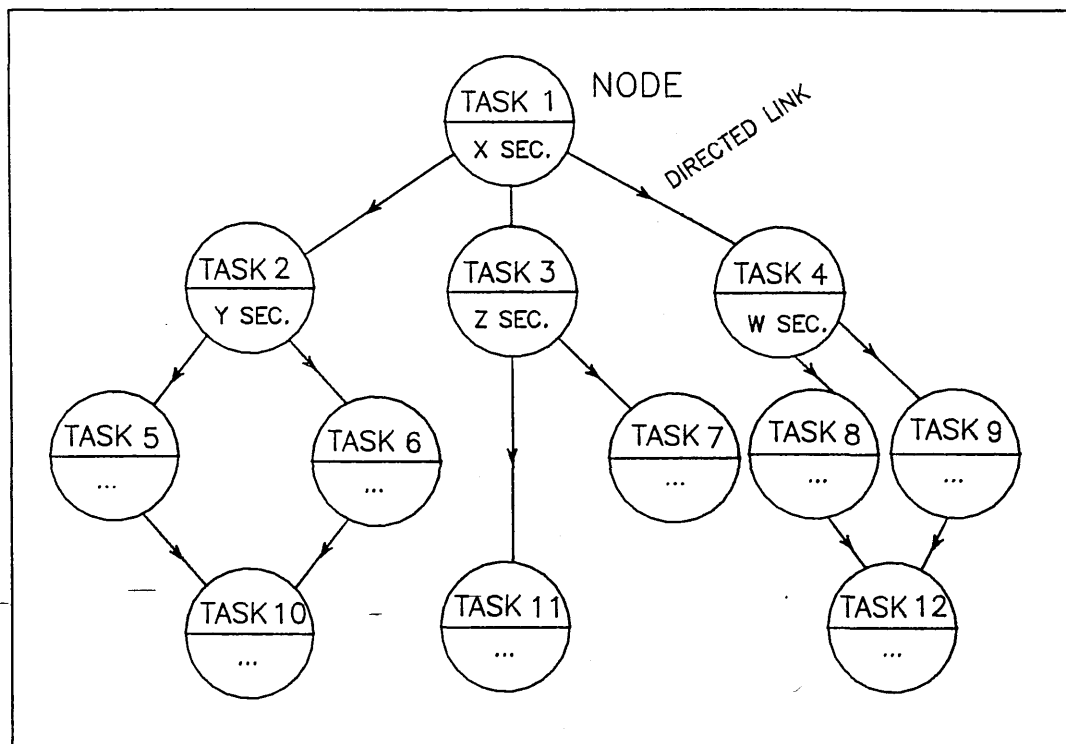 TASK 1
X SEC.
NODE
DIRECTED LINK
TASK 2
Y SEC.
TASK 3
Z SEC.
TASK 4
W SEC.
TASK 5
...
TASK 6
...
TASK 7
...
TASK 8
...
TASK 9
...
TASK 10
...
TASK 11
...
TASK 12
...